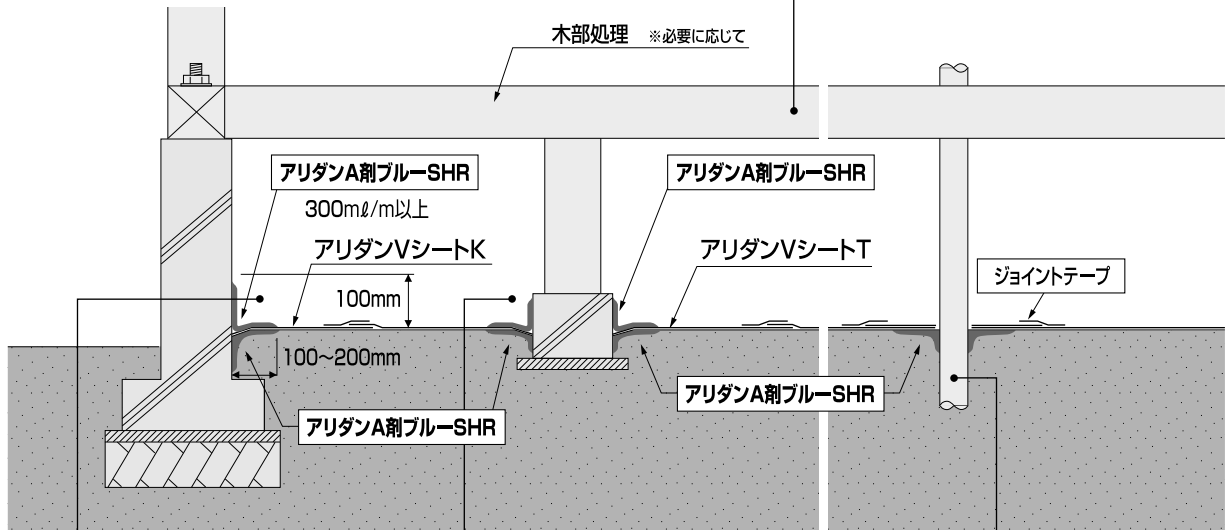 木部処理 ※必要に応じて
アリダンA剤ブルーSHR
300mℓ/m以上
アリダンA剤ブルーSHR
アリダンVシートK
アリダンVシートT
ジョイントテープ
100mm
100~200mm
アリダンA剤ブルーSHR
アリダンA剤ブルーSHR